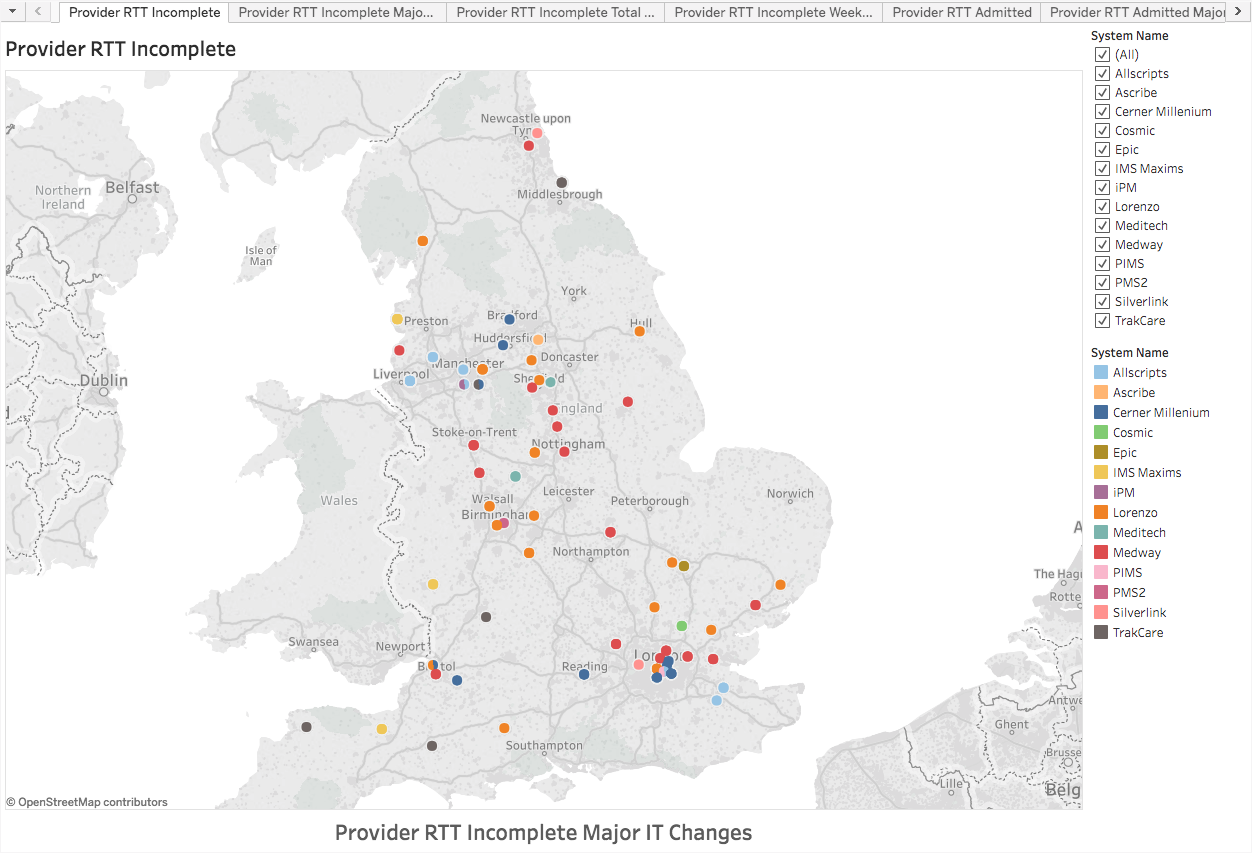 Provider RTT Incomplete
Provider RTT Incomplete Majo...
Provider RTT Incomplete Total ...
Provider RTT Incomplete Week...
Provider RTT Admitted
Provider RTT Admitted Major
Provider RTT Incomplete
System Name
(All)
Allscripts
Ascribe
Cerner Millenium
Cosmic
Epic
IMS Maxims
iPM
Lorenzo
Meditech
Medway
PIMS
PMS2
Silverlink
TrakCare
System Name
Allscripts
Ascribe
Cerner Millenium
Cosmic
Epic
IMS Maxims
iPM
Lorenzo
Meditech
Medway
PIMS
PMS2
Silverlink
TrakCare
Newcastle upon
Tyn
Middlesbrough
Northern
Ireland
Belfast
Isle of
Man
York
Preston
Bradford
Hull
Huddersfiel
Manchester
Doncaster
Liverpool
Sheffield
Dublin
England
Stoke-on-Trent
Nottingham
Wales
Walsall
Leicester
Peterborough
Norwich
Birmingham
Northampton
A
The Hagu
Rotte
Swansea
Newport
Bristol
Reading
London
Southampton
Antwe
Ghent
Brusse
Lille
Belg
© OpenStreetMap contributors
Provider RTT Incomplete Major IT Changes